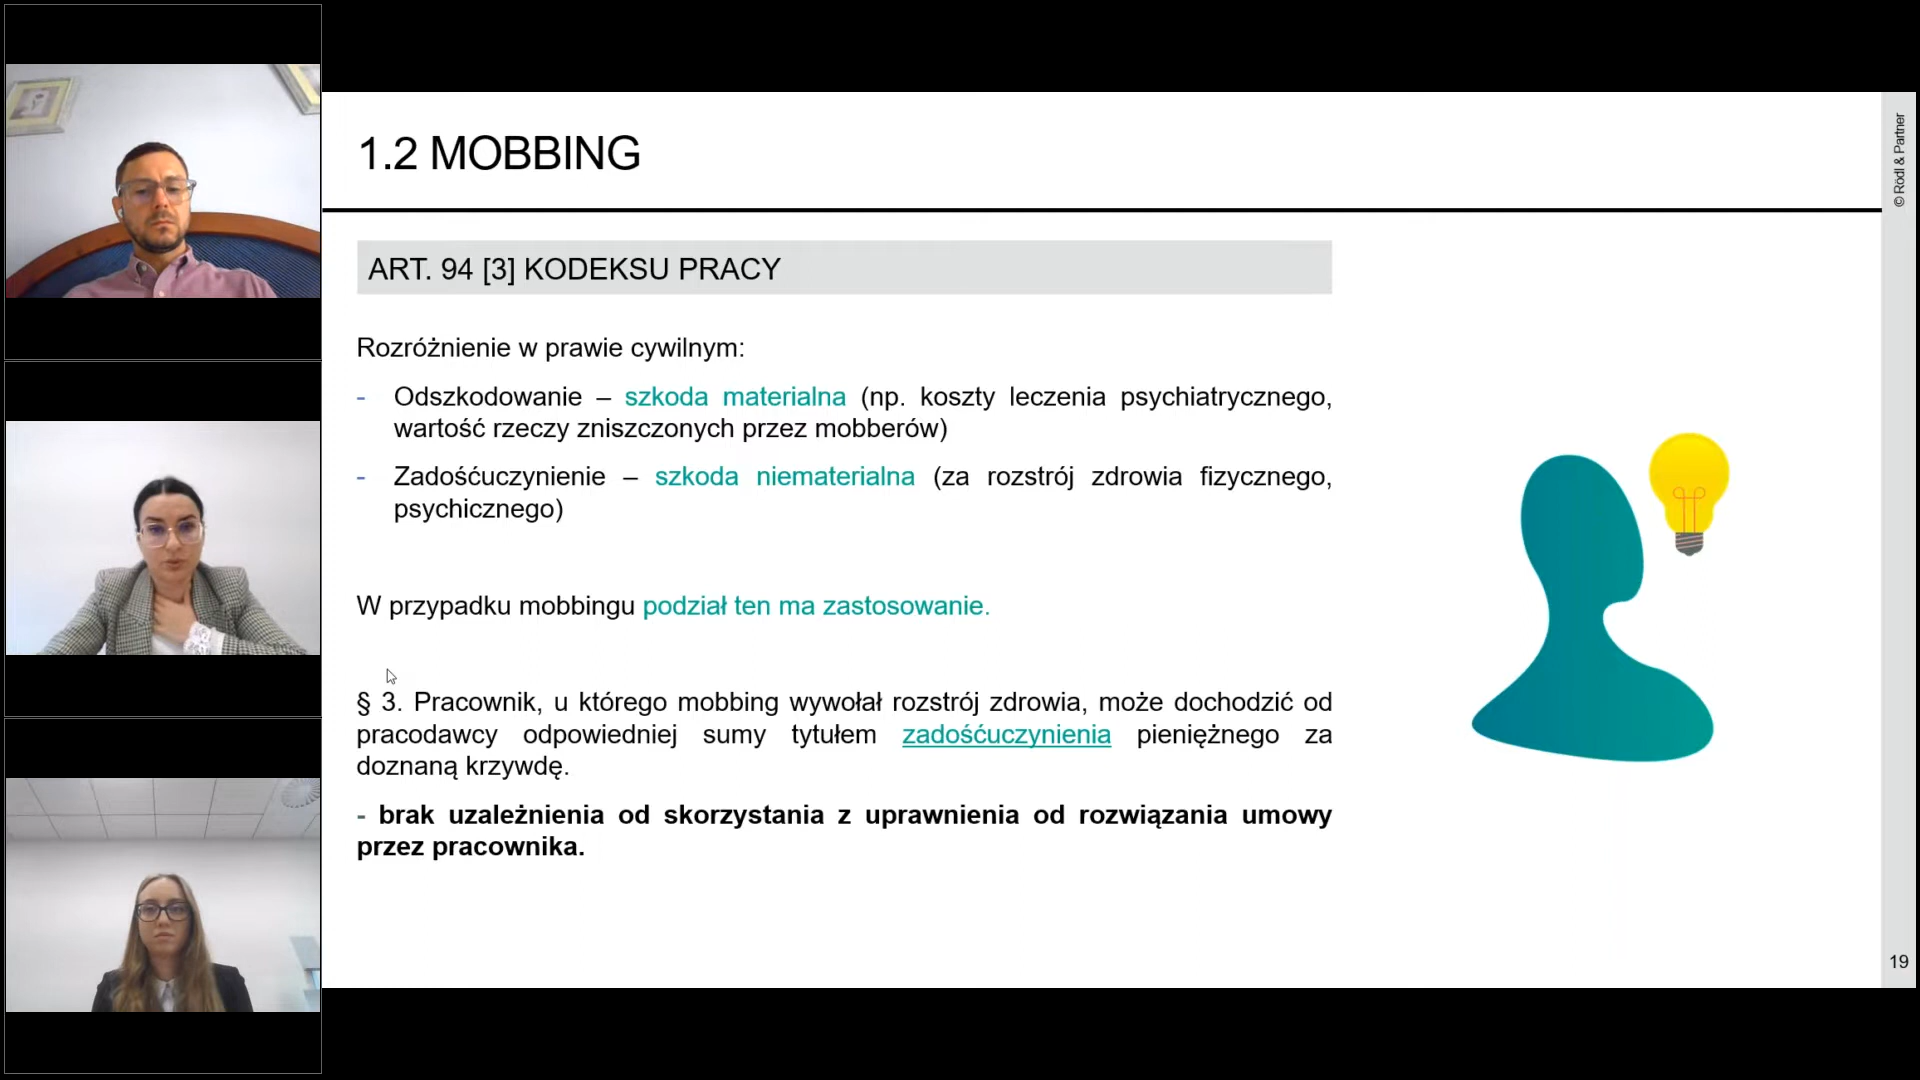 1.2 MOBBING
© Rödl & Partner
ART. 94 [3] KODEKSU PRACY
Rozróżnienie w prawie cywilnym:
- Odszkodowanie – szkoda materialna (np. koszty leczenia psychiatrycznego,
wartość rzeczy zniszczonych przez mobberów)
- Zadośćuczynienie – szkoda niematerialna (za rozstrój zdrowia fizycznego,
psychicznego)
W przypadku mobbingu podział ten ma zastosowanie.
§ 3. Pracownik, u którego mobbing wywołał rozstrój zdrowia, może dochodzić od
pracodawcy odpowiedniej sumy tytułem zadośćuczynienia pieniężnego za
doznaną krzywdę.
- brak uzależnienia od skorzystania z uprawnienia od rozwiązania umowy
przez pracownika.
19